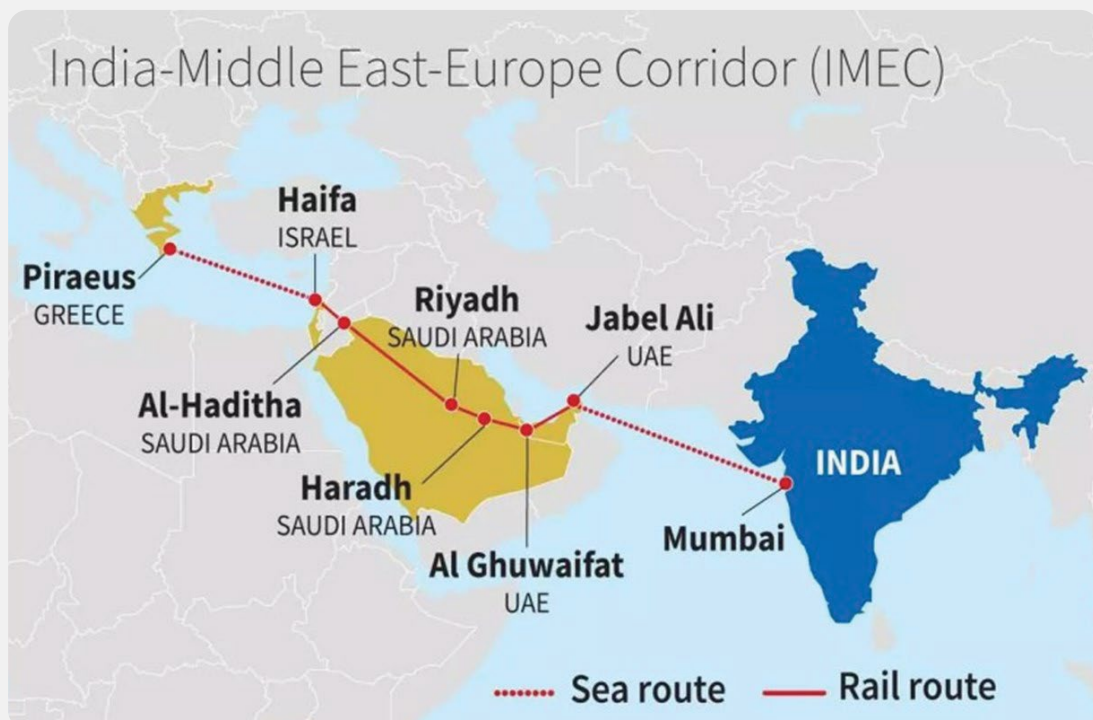 India-Middle East-Europe Corridor (IMEC)
Haifa
ISRAEL
Piraeus
GREECE
Riyadh
SAUDI ARABIA
Jabel Ali
UAE
Al-Haditha
SAUDI ARABIA
INDIA
Haradh
SAUDI ARABIA
Mumbai
Al Ghuwaifat
UAE
Sea route
Rail route